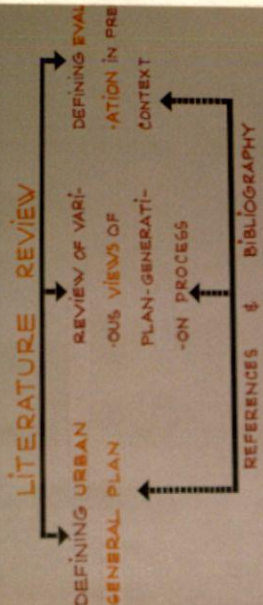 LITERATURE REVIEW
DEFINING URBAN
GENERAL PLAN
REVIEW OF VARI-
-OUS VIEWS OF
PLAN-GENERATI-
-ON PROCESS
DEFINING EVAL
-ATION IN PRE
CONTEXT
REFERENCES & BIBLIOGRAPHY